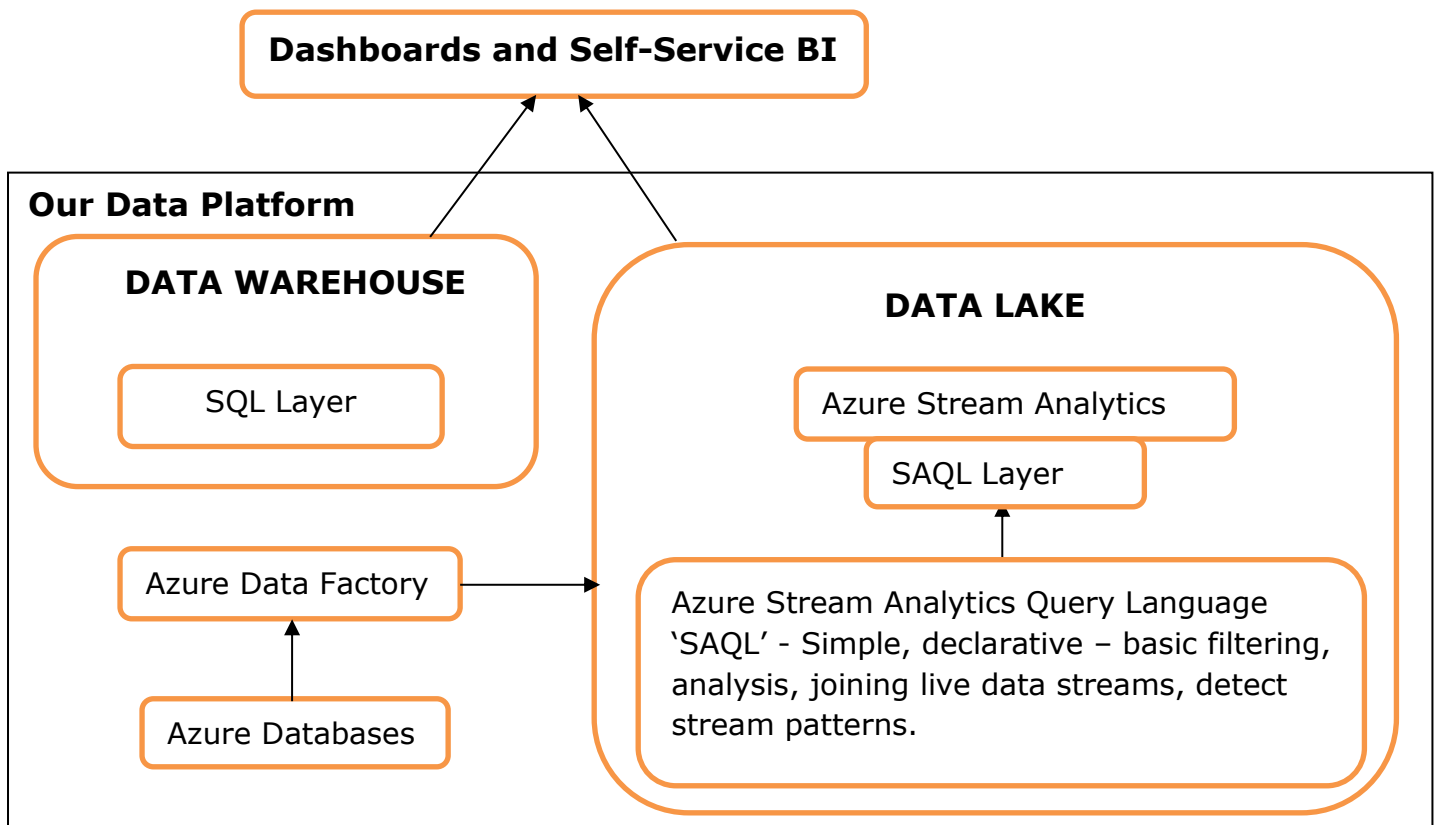 Dashboards and Self-Service BI
Our Data Platform
DATA WAREHOUSE
SQL Layer
DATA LAKE
Azure Stream Analytics
SAQL Layer
Azure Data Factory
Azure Databases
Azure Stream Analytics Query Language
‘SAQL’ - Simple, declarative – basic filtering,
analysis, joining live data streams, detect
stream patterns.